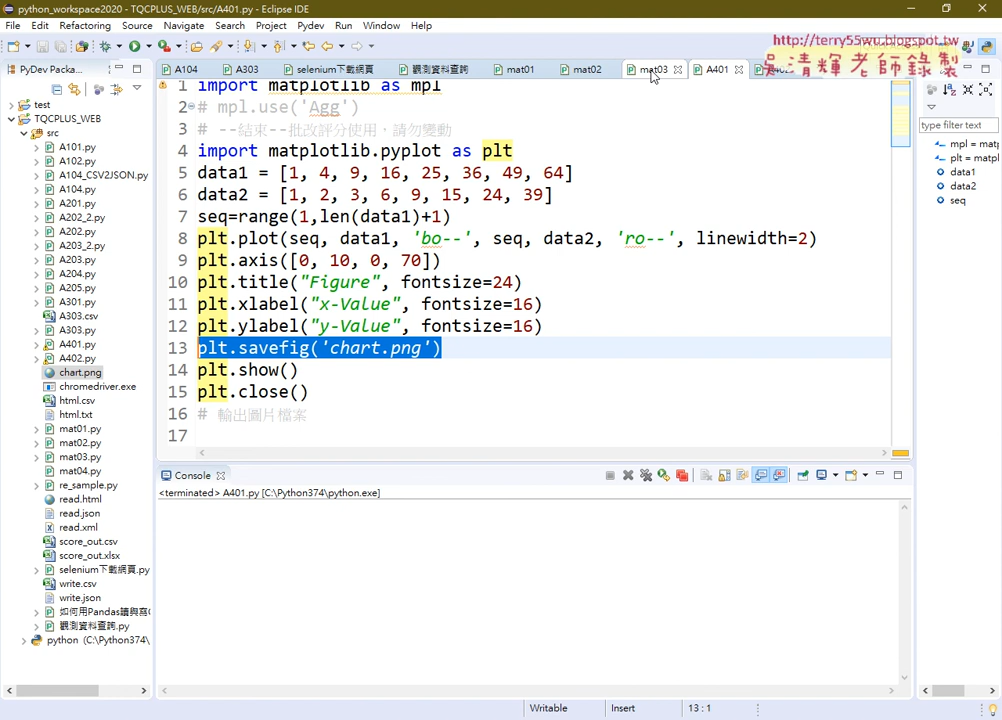 python_workspace2020 - TQCPLUS_WEB/src/A401.py - Eclipse IDE
File Edit Refactoring Source Navigate Search Project Pydev Run Window Help
http://terry55wu.blogspot.tw
吳清輝老師錄製
PyDev Packa...
A104 A303 selenium下載網頁 觀測資料查詢 mat01 mat02 mat03 A401
test
TQCPLUS_WEB
src
A101.py
A102.py
A104_CSV2JSON.py
A104.py
A201.py
A202_2.py
A202.py
A203_2.py
A203.py
A204.py
A205.py
A301.py
A303.csv
A303.py
A401.py
A402.py
chart.png
chromedriver.exe
html.csv
html.txt
mat01.py
mat02.py
mat03.py
mat04.py
re_sample.py
read.html
read.json
read.xml
score_out.csv
score_out.xlsx
selenium下載網頁.py
write.csv
write.json
如何用Pandas讀與寫
觀測資料查詢.py
python (C:\Python374\
1 import matplotlib as mpl
2 # mpl.use('Agg')
3 # --結束--批改評分使用，請勿變動
4 import matplotlib.pyplot as plt
5 data1 = [1, 4, 9, 16, 25, 36, 49, 64]
6 data2 = [1, 2, 3, 6, 9, 15, 24, 39]
7 seq=range(1,len(data1)+1)
8 plt.plot(seq, data1, 'bo--', seq, data2, 'ro--', linewidth=2)
9 plt.axis([0, 10, 0, 70])
10 plt.title("Figure", fontsize=24)
11 plt.xlabel("x-Value", fontsize=16)
12 plt.ylabel("y-Value", fontsize=16)
13 plt.savefig('chart.png')
14 plt.show()
15 plt.close()
16 # 輸出圖片檔案
17
type filter text
mpl = matp
plt = matpl
data1
data2
seq
Console
<terminated> A401.py [C:\Python374\python.exe]
Writable Insert 13 : 1